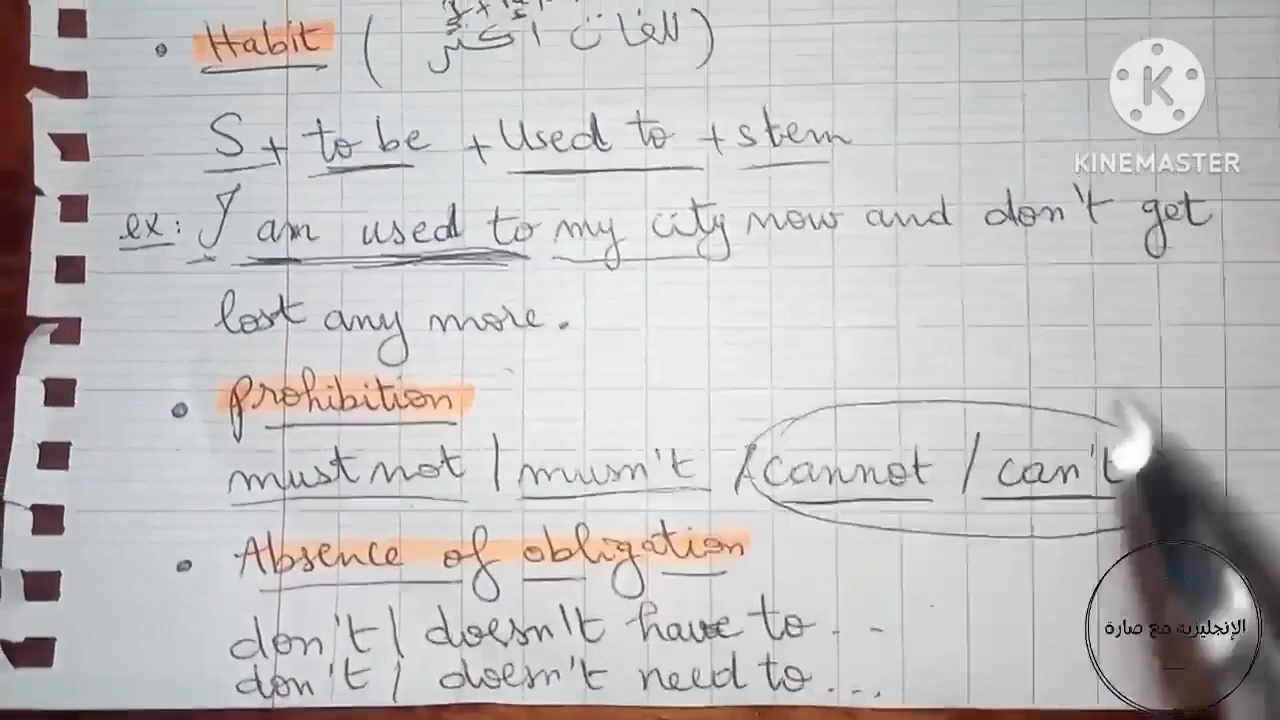 • Habit ( للغات أكثر )
S + to be + Used to + stem
ex: I am used to my city now and don't get
lost any more.
• prohibition
must not / musn't / cannot / can't
• Absence of obligation
don't / doesn't have to...
don't / doesn't need to...
K
KINEMASTER
الإنجليزية مع صارة